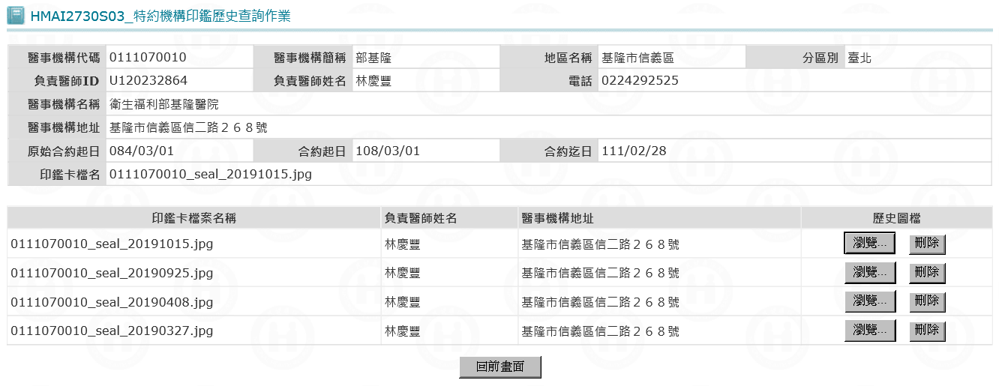 HMAI2730S03_特約機構印鑑歷史查詢作業
醫事機構代碼 0111070010 醫事機構簡稱 部基隆 地區名稱 基隆市信義區 分區別 臺北
負責醫師ID U120232864 負責醫師姓名 林慶豐 電話 0224292525
醫事機構名稱 衛生福利部基隆醫院
醫事機構地址 基隆市信義區信二路２６８號
原始合約起日 084/03/01 合約起日 108/03/01 合約迄日 111/02/28
印鑑卡檔名 0111070010_seal_20191015.jpg
印鑑卡檔案名稱 負責醫師姓名 醫事機構地址 歷史圖檔
0111070010_seal_20191015.jpg 林慶豐 基隆市信義區信二路２６８號 瀏覽... 刪除
0111070010_seal_20190925.jpg 林慶豐 基隆市信義區信二路２６８號 瀏覽... 刪除
0111070010_seal_20190408.jpg 林慶豐 基隆市信義區信二路２６８號 瀏覽... 刪除
0111070010_seal_20190327.jpg 林慶豐 基隆市信義區信二路２６８號 瀏覽... 刪除
回前畫面